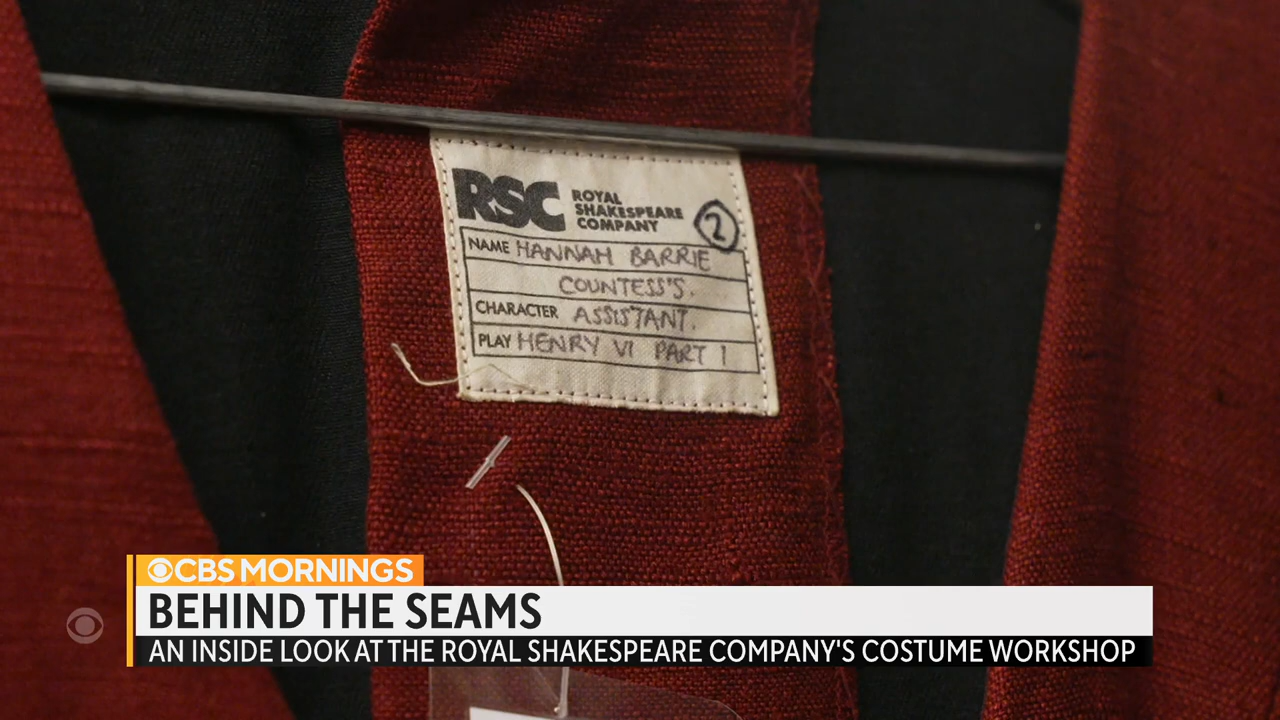 RSC ROYAL
SHAKESPEARE
COMPANY
2
NAME HANNAH BARRIE
COUNTESS'S.
CHARACTER ASSISTANT.
PLAY HENRY VI PART 1
CBS MORNINGS
BEHIND THE SEAMS
AN INSIDE LOOK AT THE ROYAL SHAKESPEARE COMPANY'S COSTUME WORKSHOP